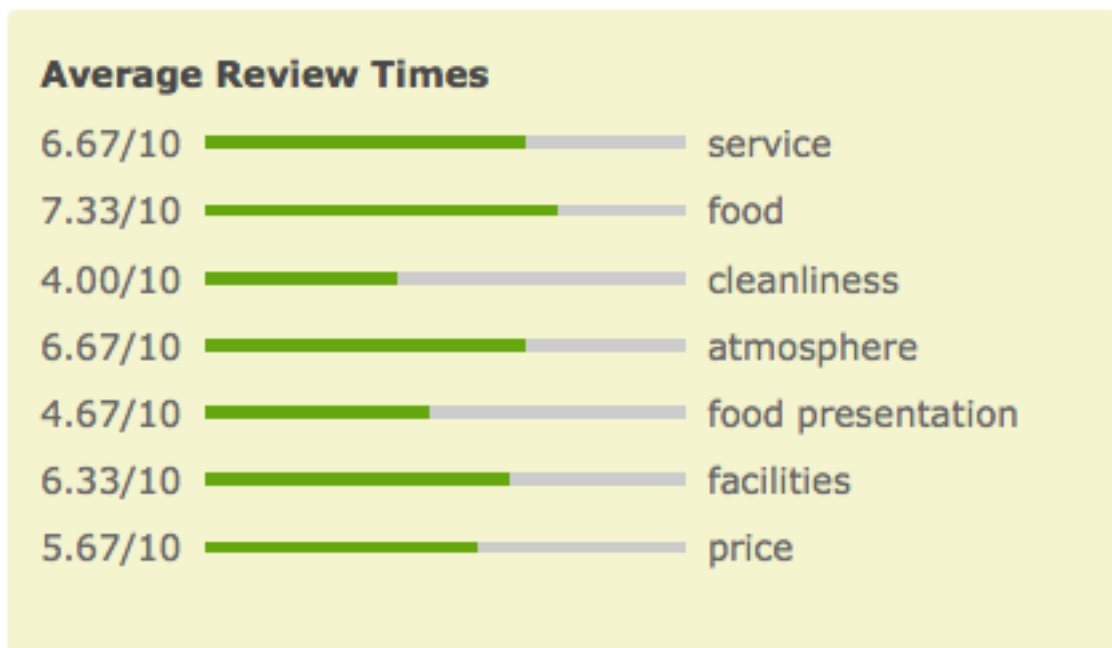 Average Review Times
6.67/10 service
7.33/10 food
4.00/10 cleanliness
6.67/10 atmosphere
4.67/10 food presentation
6.33/10 facilities
5.67/10 price